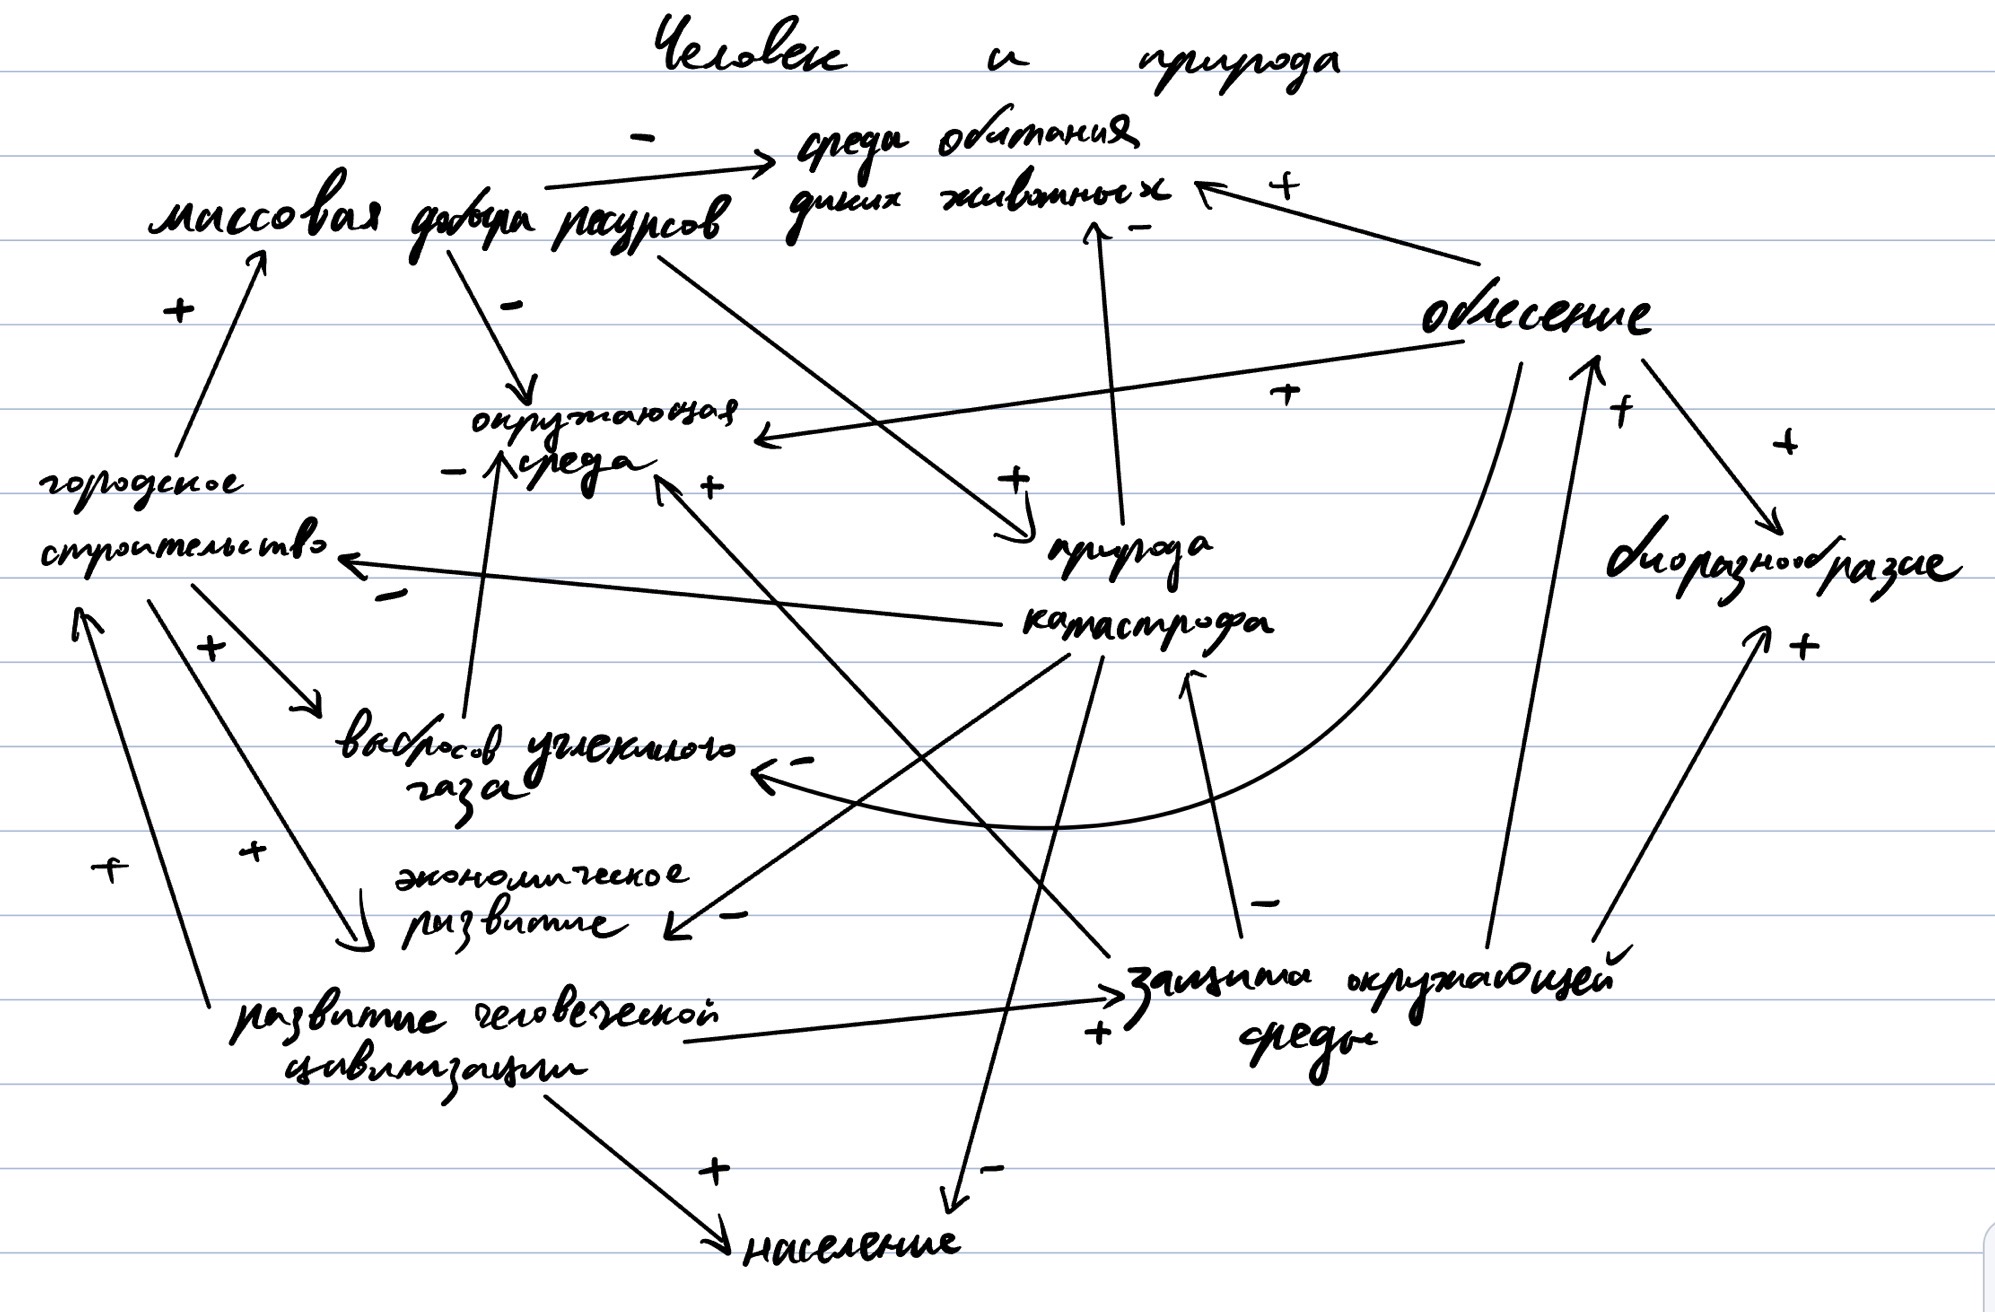 Человек и природа
среда обитания
диких животных
-
+
массовая добыча ресурсов
-
облесение
+
-
+
+
+
окружающая
среда
-
+
+
городское
строительство
-
природа
катастрофа
биоразнообразие
+
+
выбросов углекислого
газа
-
+
+
экономическое
развитие
-
-
защита окружающей
среды
развитие человеческой
цивилизации
+
+
-
население